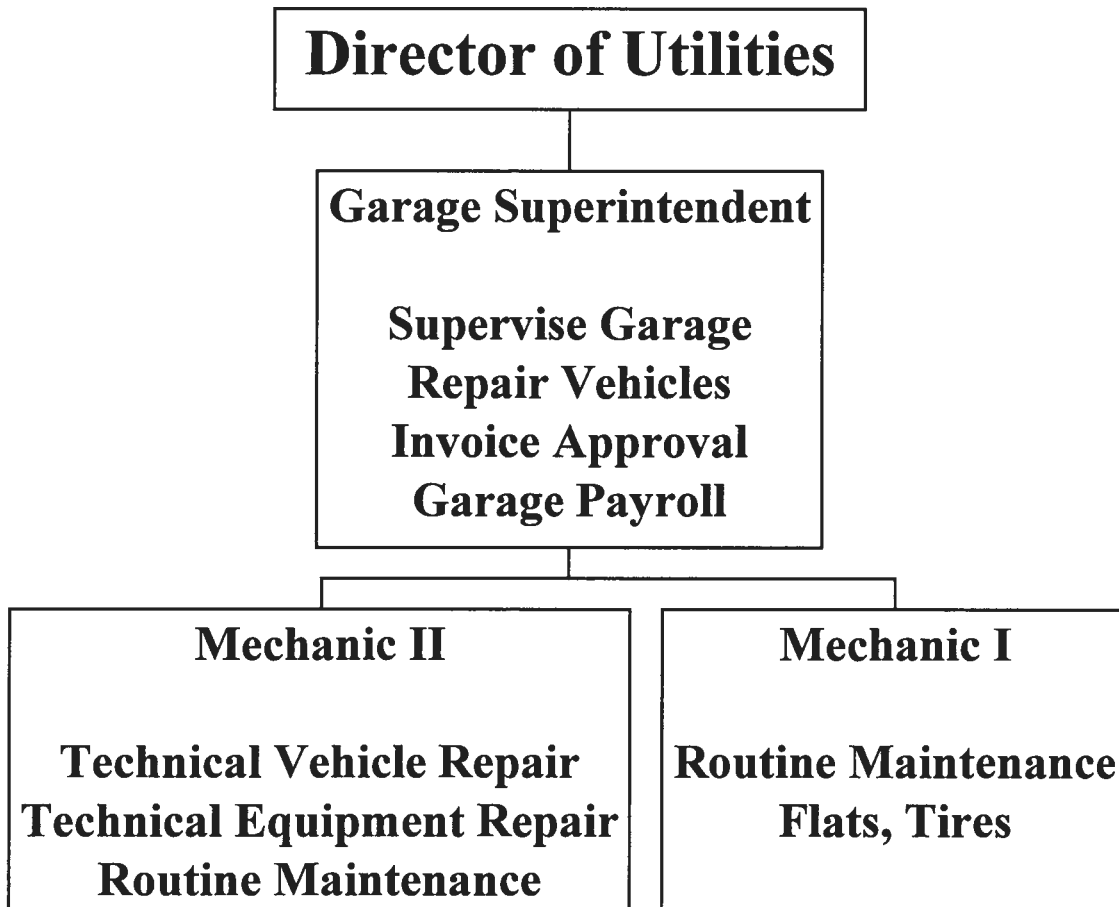 Director of Utilities
Garage Superintendent
Supervise Garage
Repair Vehicles
Invoice Approval
Garage Payroll
Mechanic II
Technical Vehicle Repair
Technical Equipment Repair
Routine Maintenance
Mechanic I
Routine Maintenance
Flats, Tires